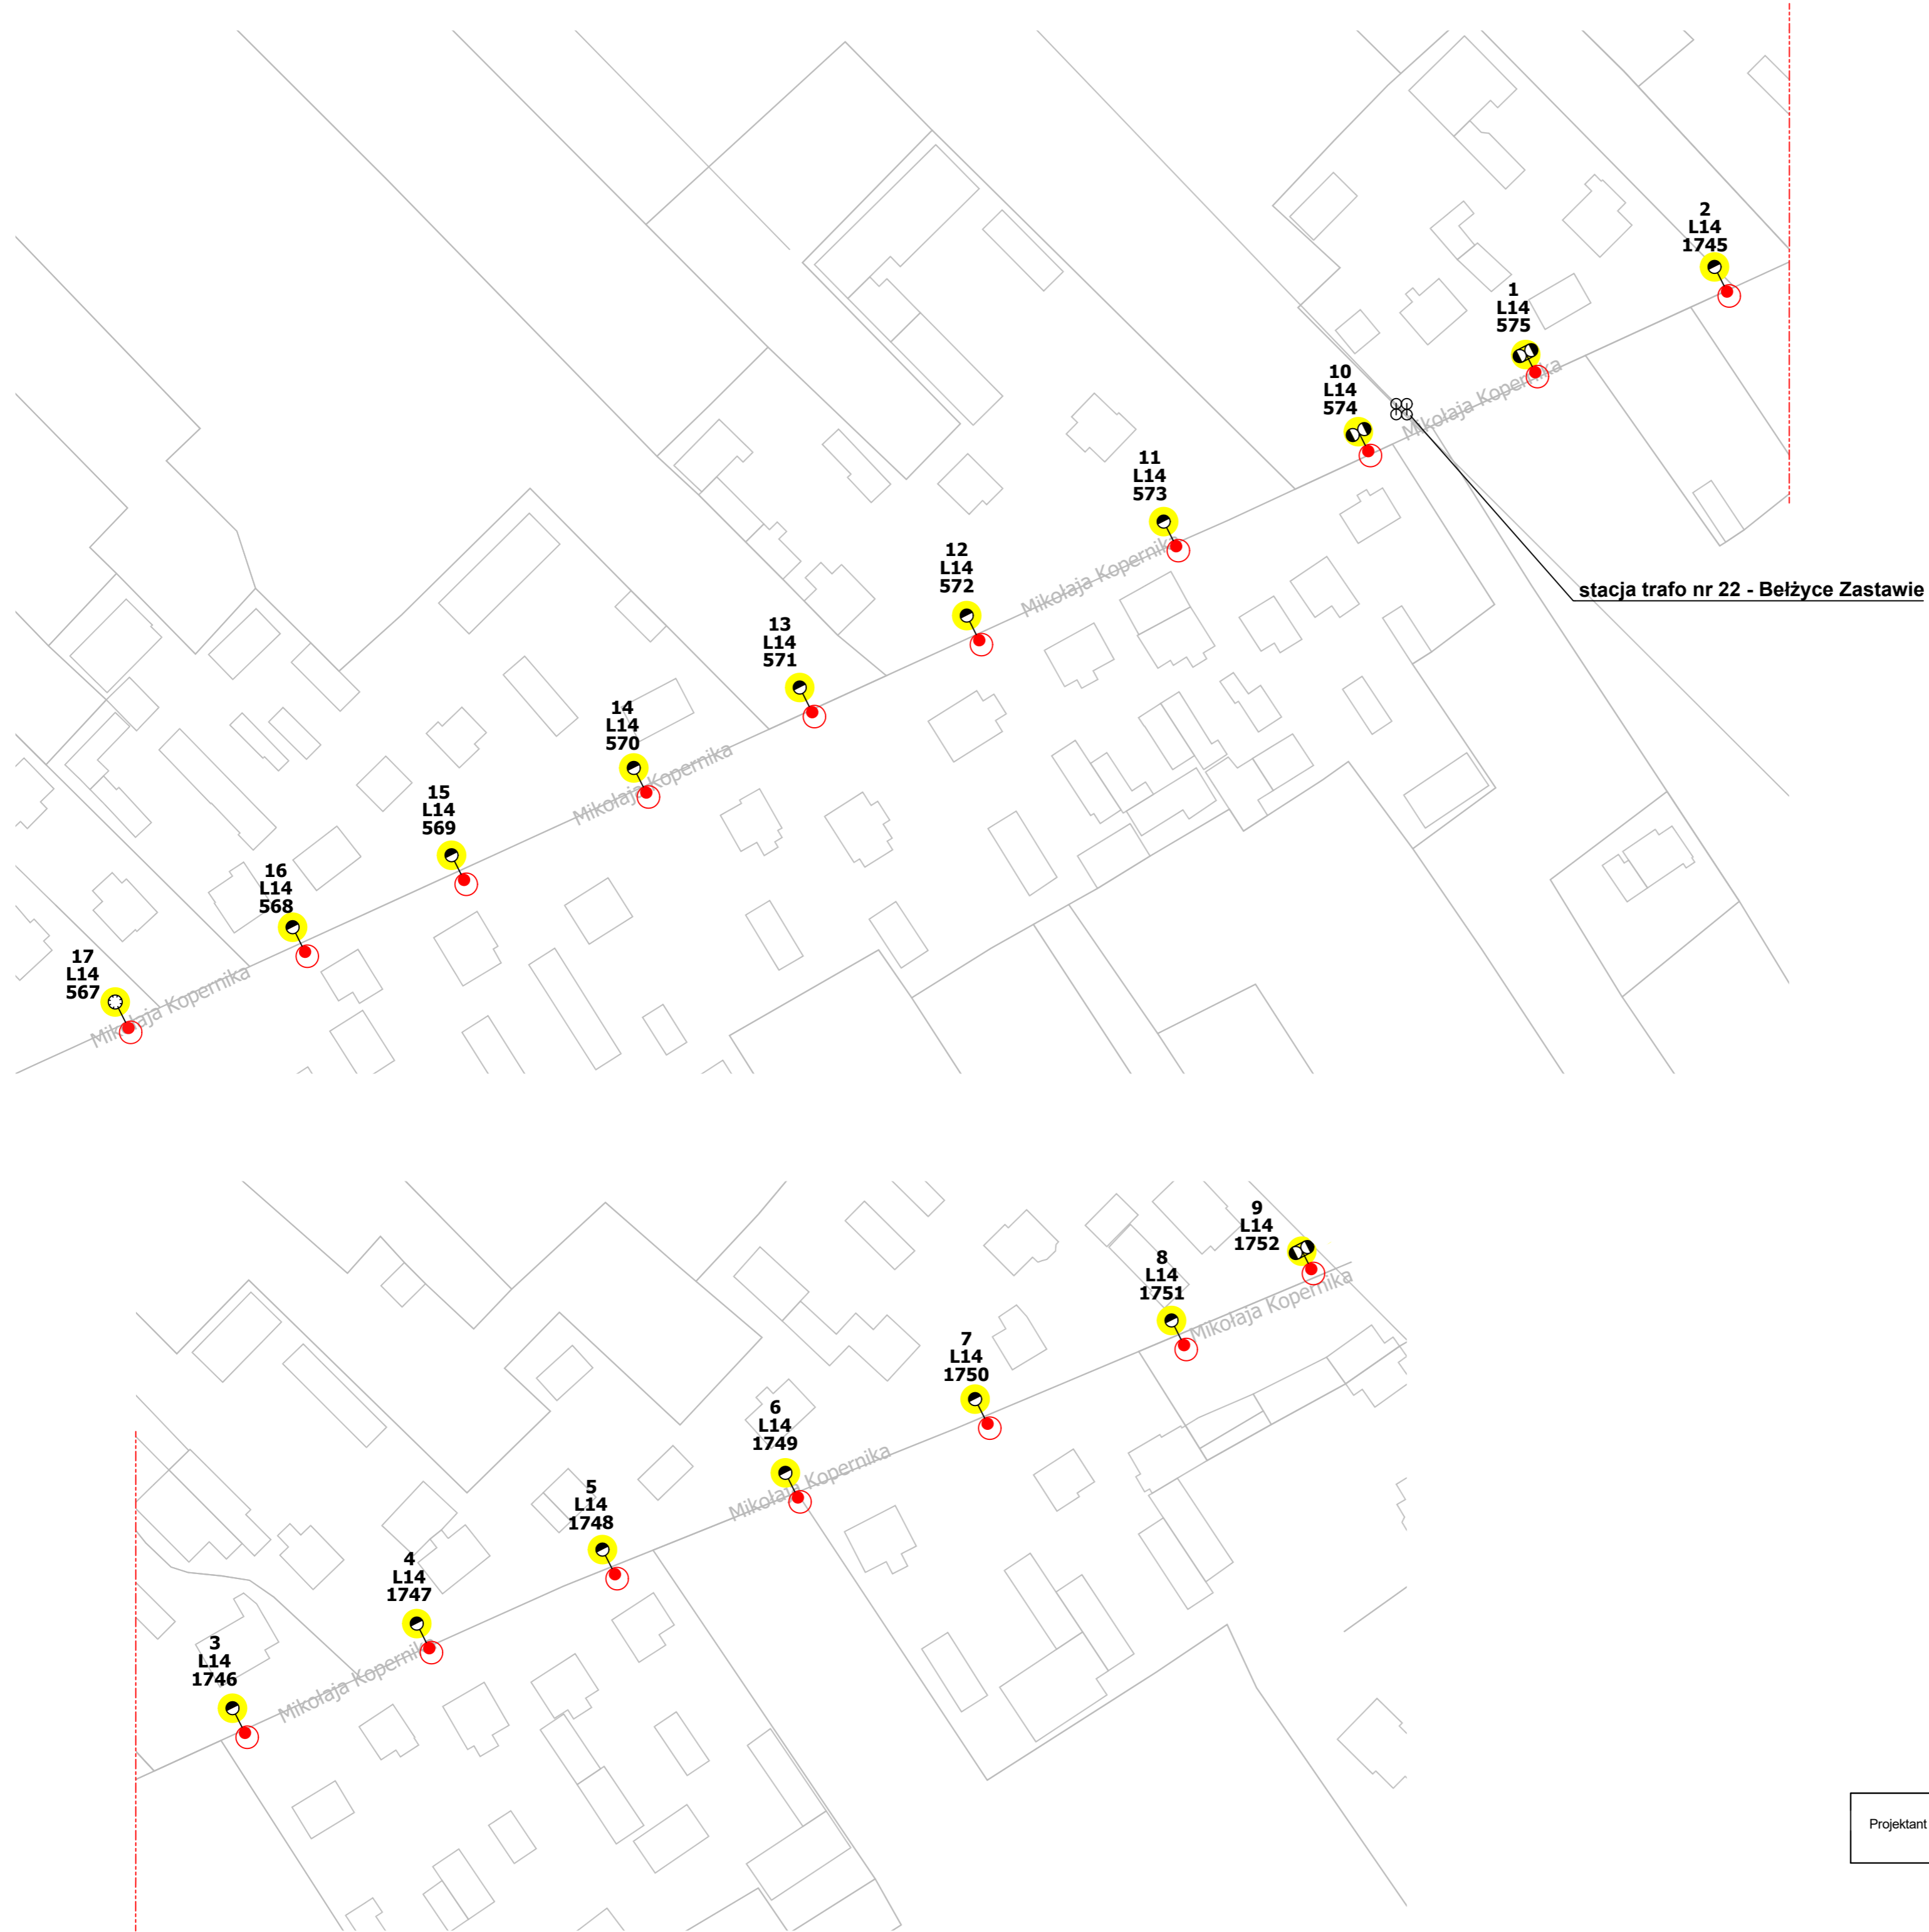 2
L14
1745
1
L14
575
Mikołaja Kopernika
10
L14
574
stacja trafo nr 22 - Bełżyce Zastawie
11
L14
573
Mikołaja Kopernika
12
L14
572
13
L14
571
14
L14
570
Mikołaja Kopernika
15
L14
569
16
L14
568
17
L14
567
Mikołaja Kopernika
9
L14
1752
Mikołaja Kopernika
8
L14
1751
7
L14
1750
6
L14
1749
Mikołaja Kopernika
5
L14
1748
4
L14
1747
3
L14
1746
Mikołaja Kopernika
Projektant